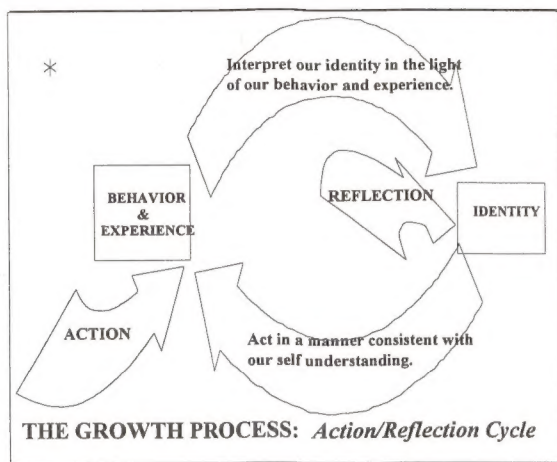 *
Interpret our identity in the light
of our behavior and experience.
BEHAVIOR
&
EXPERIENCE
REFLECTION
IDENTITY
ACTION
Act in a manner consistent with
our self understanding.
THE GROWTH PROCESS: Action/Reflection Cycle